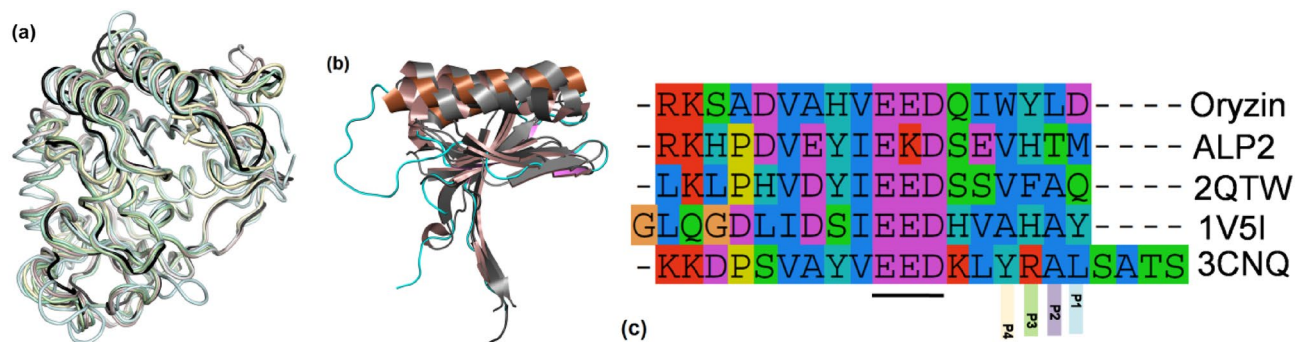 (a)
(b)
-RKSADVAHVEEDQIWYLD---- Oryzin
-RKHPDVEYIEKDSEVHTM---- ALP2
-LKLPHVDYIEEDSSVFAQ---- 2QTW
GLQGDLIDSIEEDHVAHAY---- 1V5I
-KKDPSVAYVEEDKLYRALSATS 3CNQ
P4 P3 P2 P1
(c)